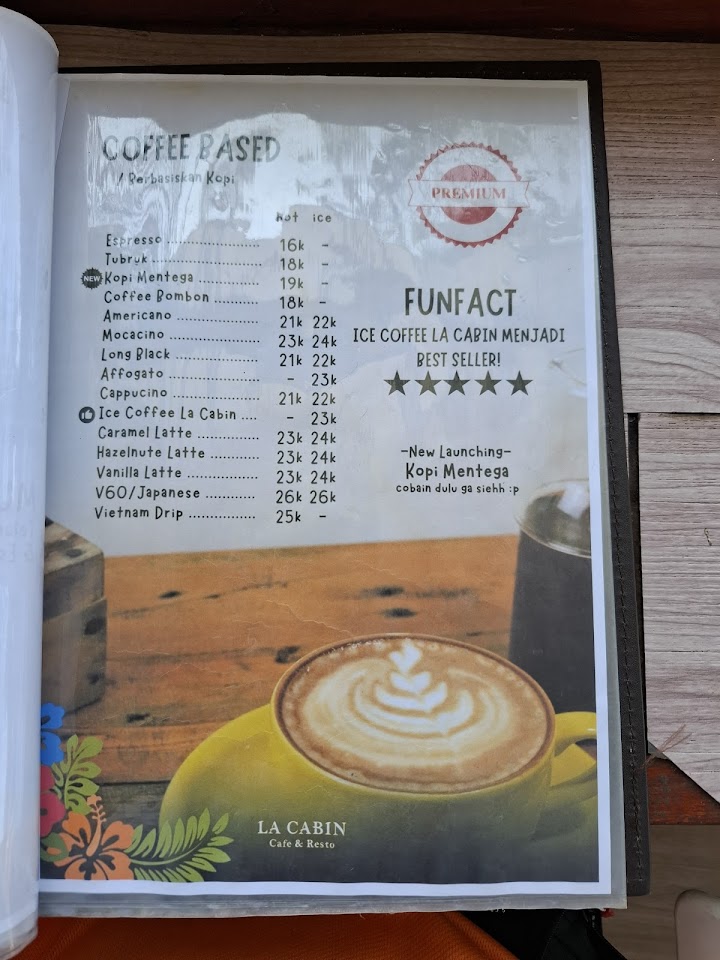 COFFEE BASED
/ Berbasiskan Kopi
PREMIUM
Hot ice
Espresso .................... 16k -
Tubruk ....................... 18k -
NEW Kopi Mentega .............. 19k -
Coffee Bombon .......... 18k -
Americano .................. 21k 22k
Mocacino .................... 23k 24k
Long Black .................. 21k 22k
Affogato .................... - 23k
Cappucino ................... 21k 22k
Ice Coffee La Cabin .... - 23k
Caramel Latte .............. 23k 24k
Hazelnute Latte ........... 23k 24k
Vanilla Latte ................ 23k 24k
V60/Japanese ............ 26k 26k
Vietnam Drip ................ 25k -
FUNFACT
ICE COFFEE LA CABIN MENJADI
BEST SELLER!
-New Launching-
Kopi Mentega
cobain dulu ga siehh :p
LA CABIN
Cafe & Resto